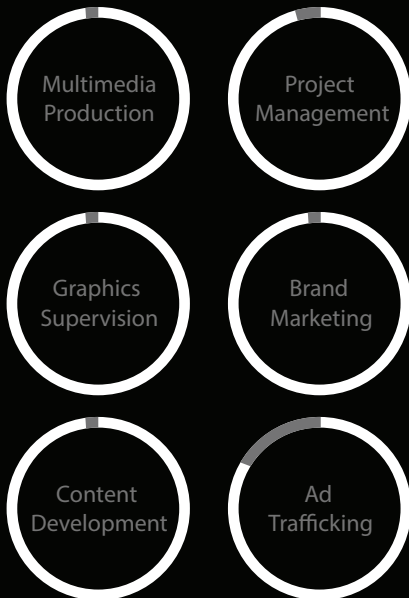 Multimedia
Production
Project
Management
Graphics
Supervision
Brand
Marketing
Content
Development
Ad
Trafficking